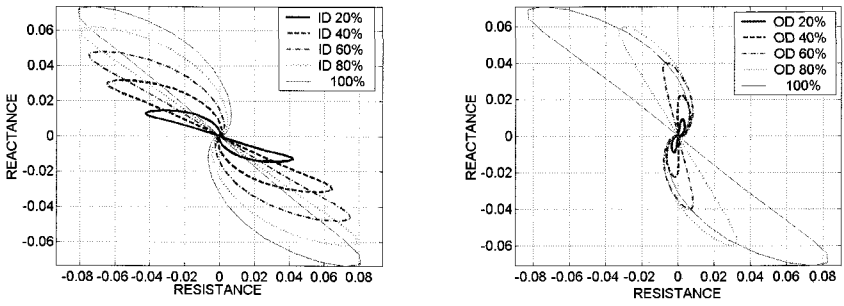 ID 20%
ID 40%
ID 60%
ID 80%
100%
REACTANCE
0.06
0.04
0.02
0
-0.02
-0.04
-0.06
-0.08 -0.06 -0.04 -0.02 0 0.02 0.04 0.06 0.08
RESISTANCE
OD 20%
OD 40%
OD 60%
OD 80%
100%
REACTANCE
0.06
0.04
0.02
0
-0.02
-0.04
-0.06
-0.08 -0.06 -0.04 -0.02 0 0.02 0.04 0.06 0.08
RESISTANCE